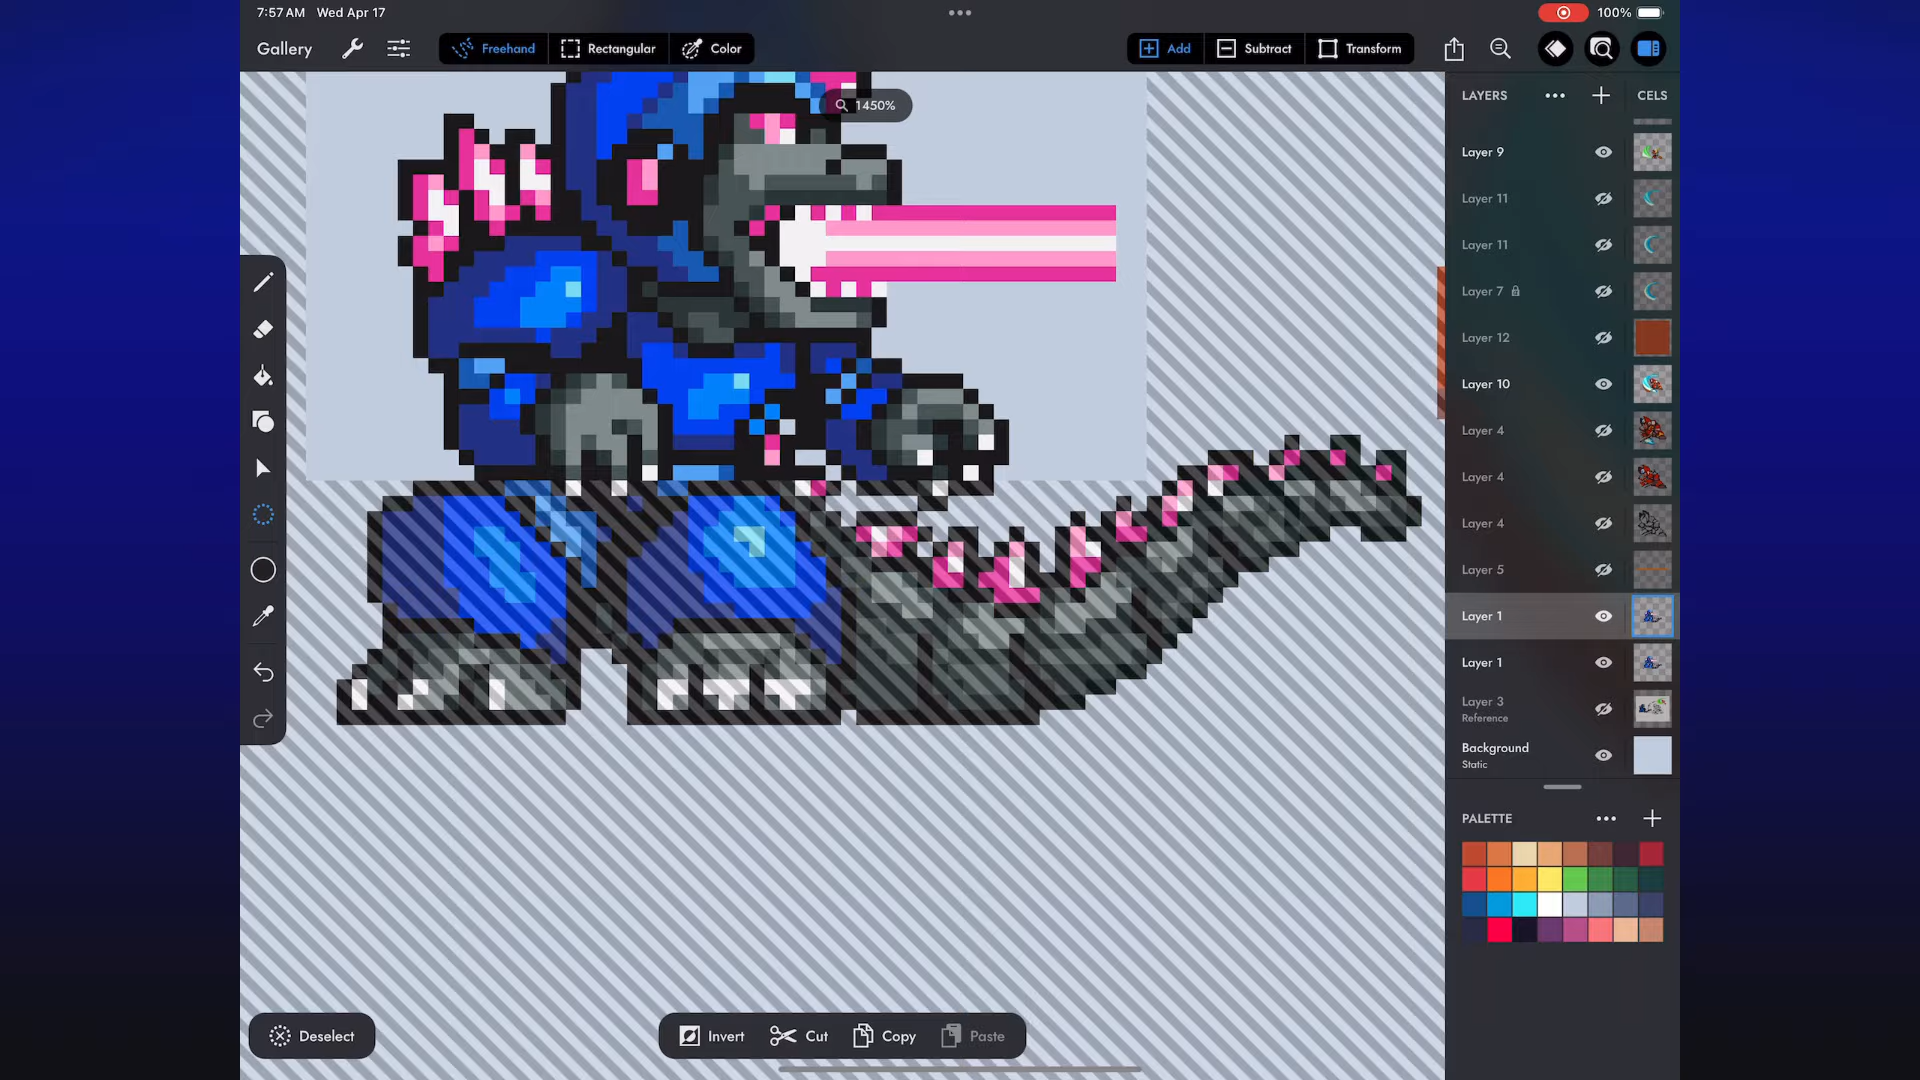 7:57 AM Wed Apr 17
100%
Gallery
Freehand
Rectangular
Color
Add
Subtract
Transform
1450%
LAYERS
CELS
Layer 9
Layer 11
Layer 11
Layer 7
Layer 12
Layer 10
Layer 4
Layer 4
Layer 4
Layer 5
Layer 1
Layer 1
Layer 3
Reference
Background
Static
PALETTE
Deselect
Invert
Cut
Copy
Paste